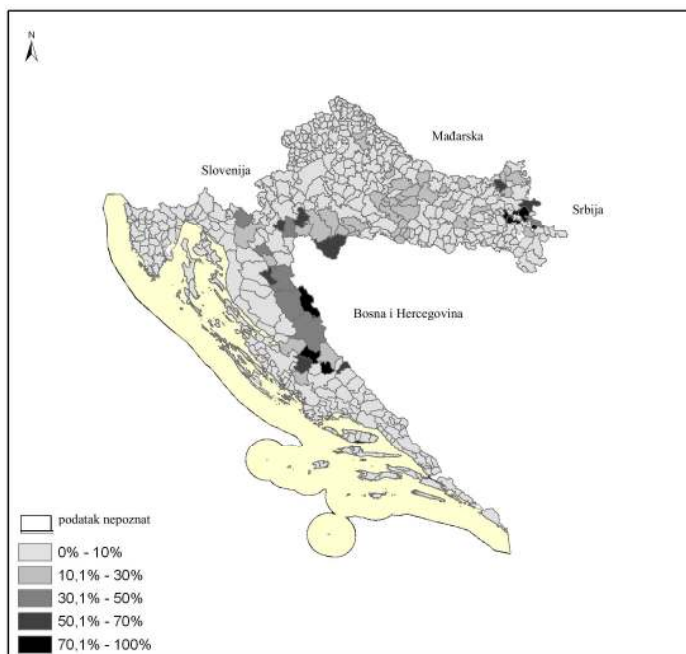 N
Mađarska
Slovenija
Srbija
Bosna i Hercegovina
podatak nepoznat
0% - 10%
10,1% - 30%
30,1% - 50%
50,1% - 70%
70,1% - 100%